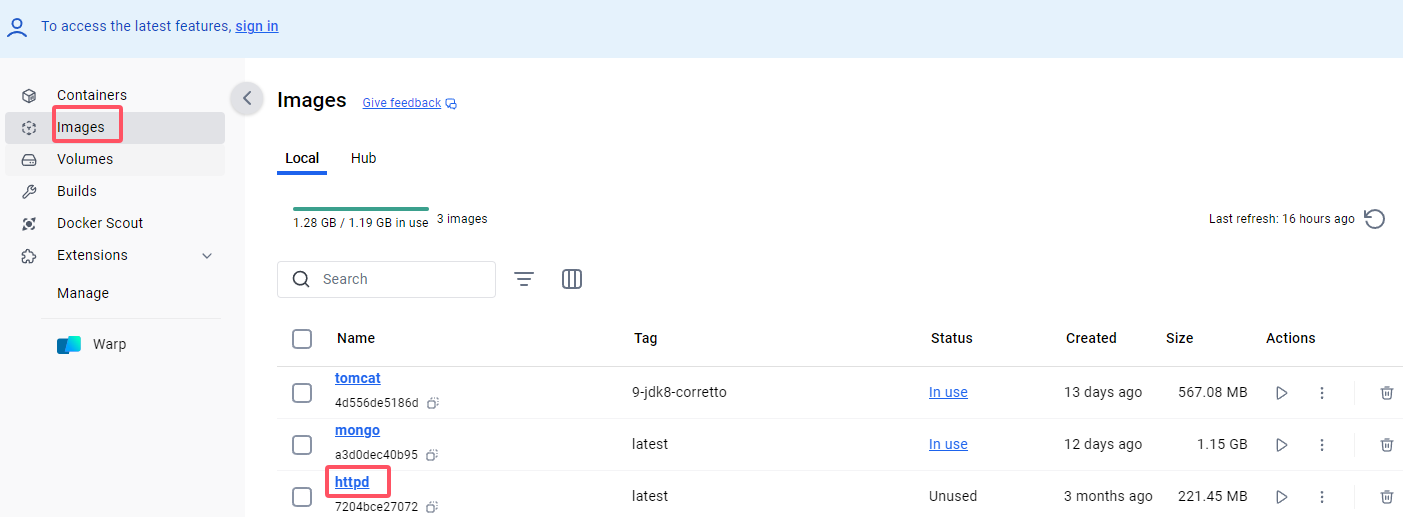 To access the latest features, sign in
Containers
Images
Volumes
Builds
Docker Scout
Extensions
Manage
Warp
Images Give feedback
Local Hub
1.28 GB / 1.19 GB in use 3 images Last refresh: 16 hours ago
Search
Name Tag Status Created Size Actions
tomcat
4d556de5186d 9-jdk8-corretto In use 13 days ago 567.08 MB
mongo
a3d0dec40b95 latest In use 12 days ago 1.15 GB
httpd
7204bce27072 latest Unused 3 months ago 221.45 MB